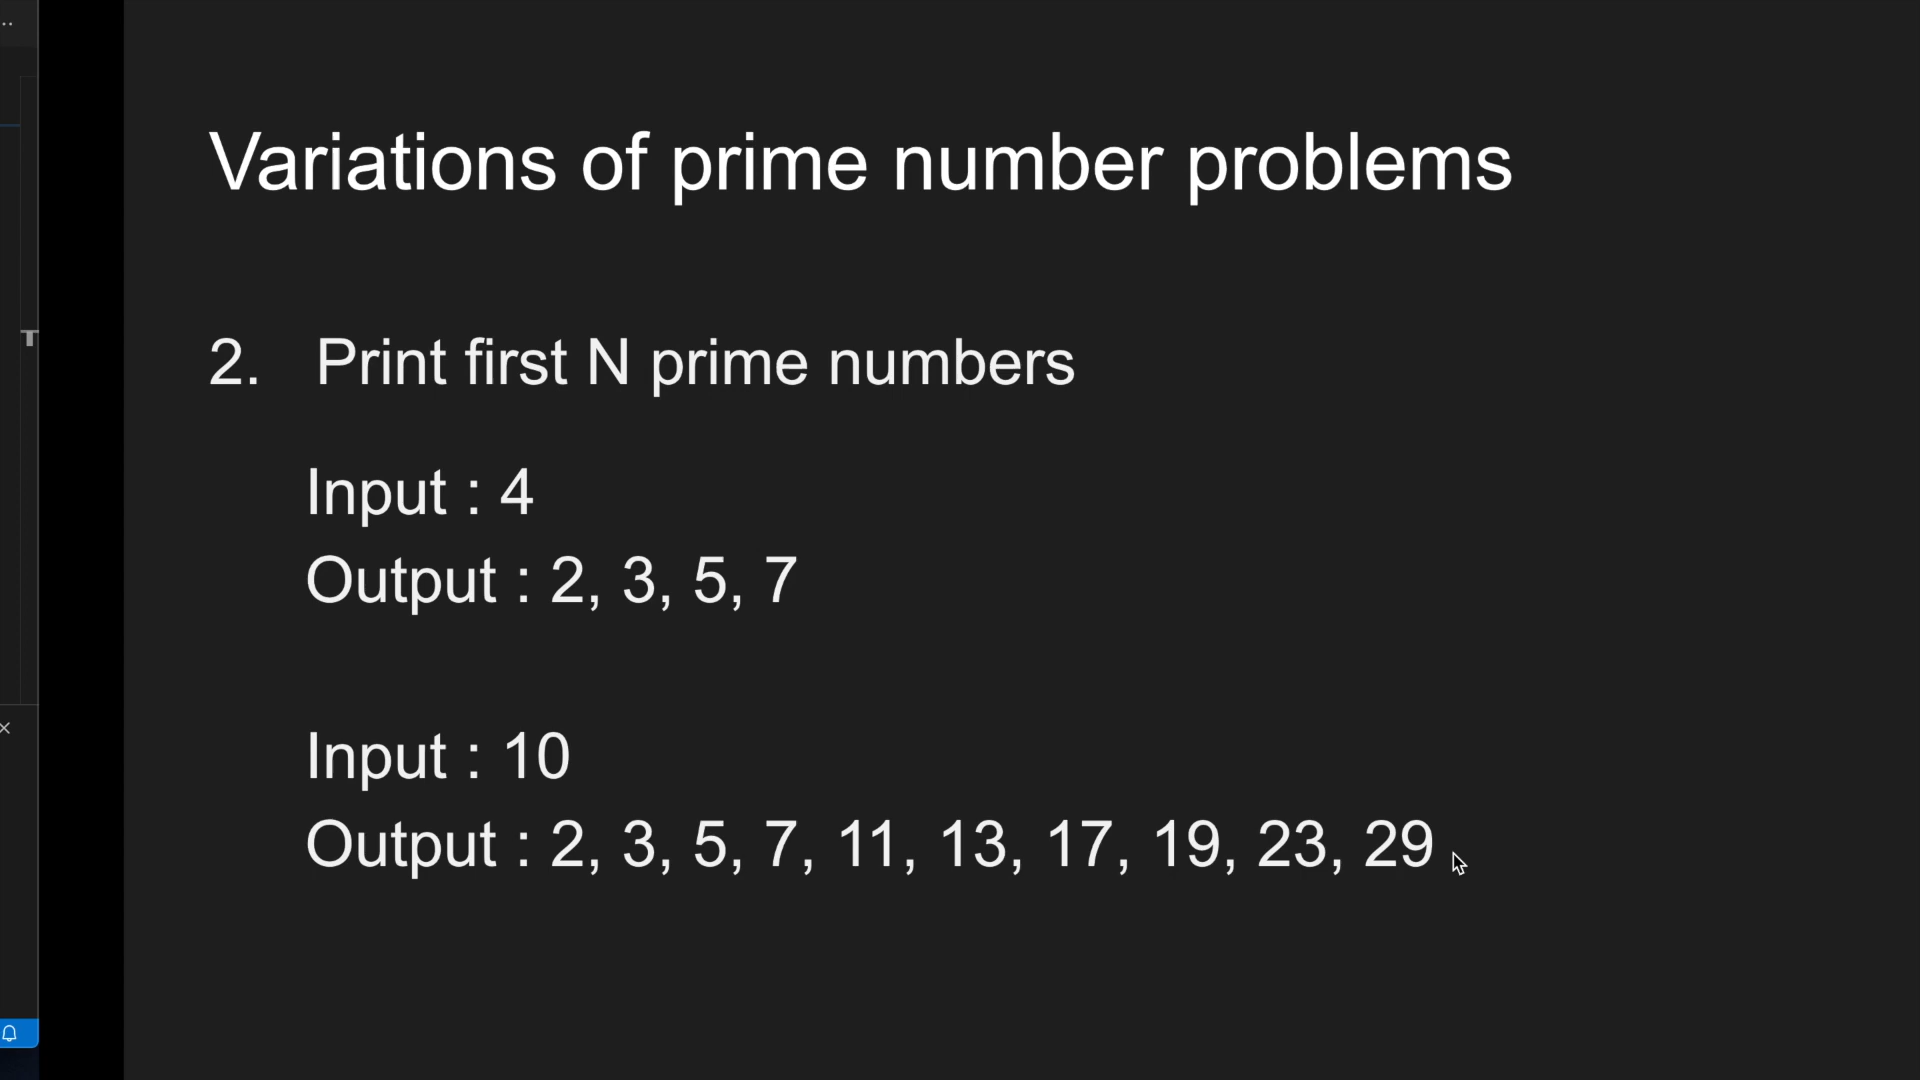 Variations of prime number problems
2. Print first N prime numbers
Input : 4
Output : 2, 3, 5, 7
Input : 10
Output : 2, 3, 5, 7, 11, 13, 17, 19, 23, 29